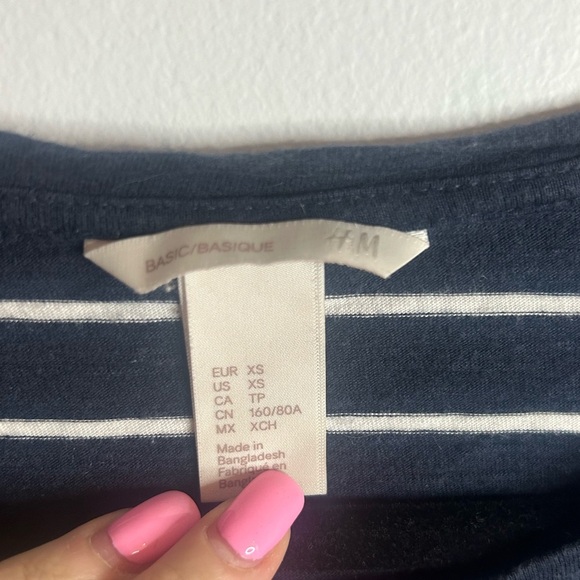 BASIC/BASIQUE H&M
EUR XS
US XS
CA TP
CN 160/80A
MX XCH
Made in
Bangladesh
Fabriqué en